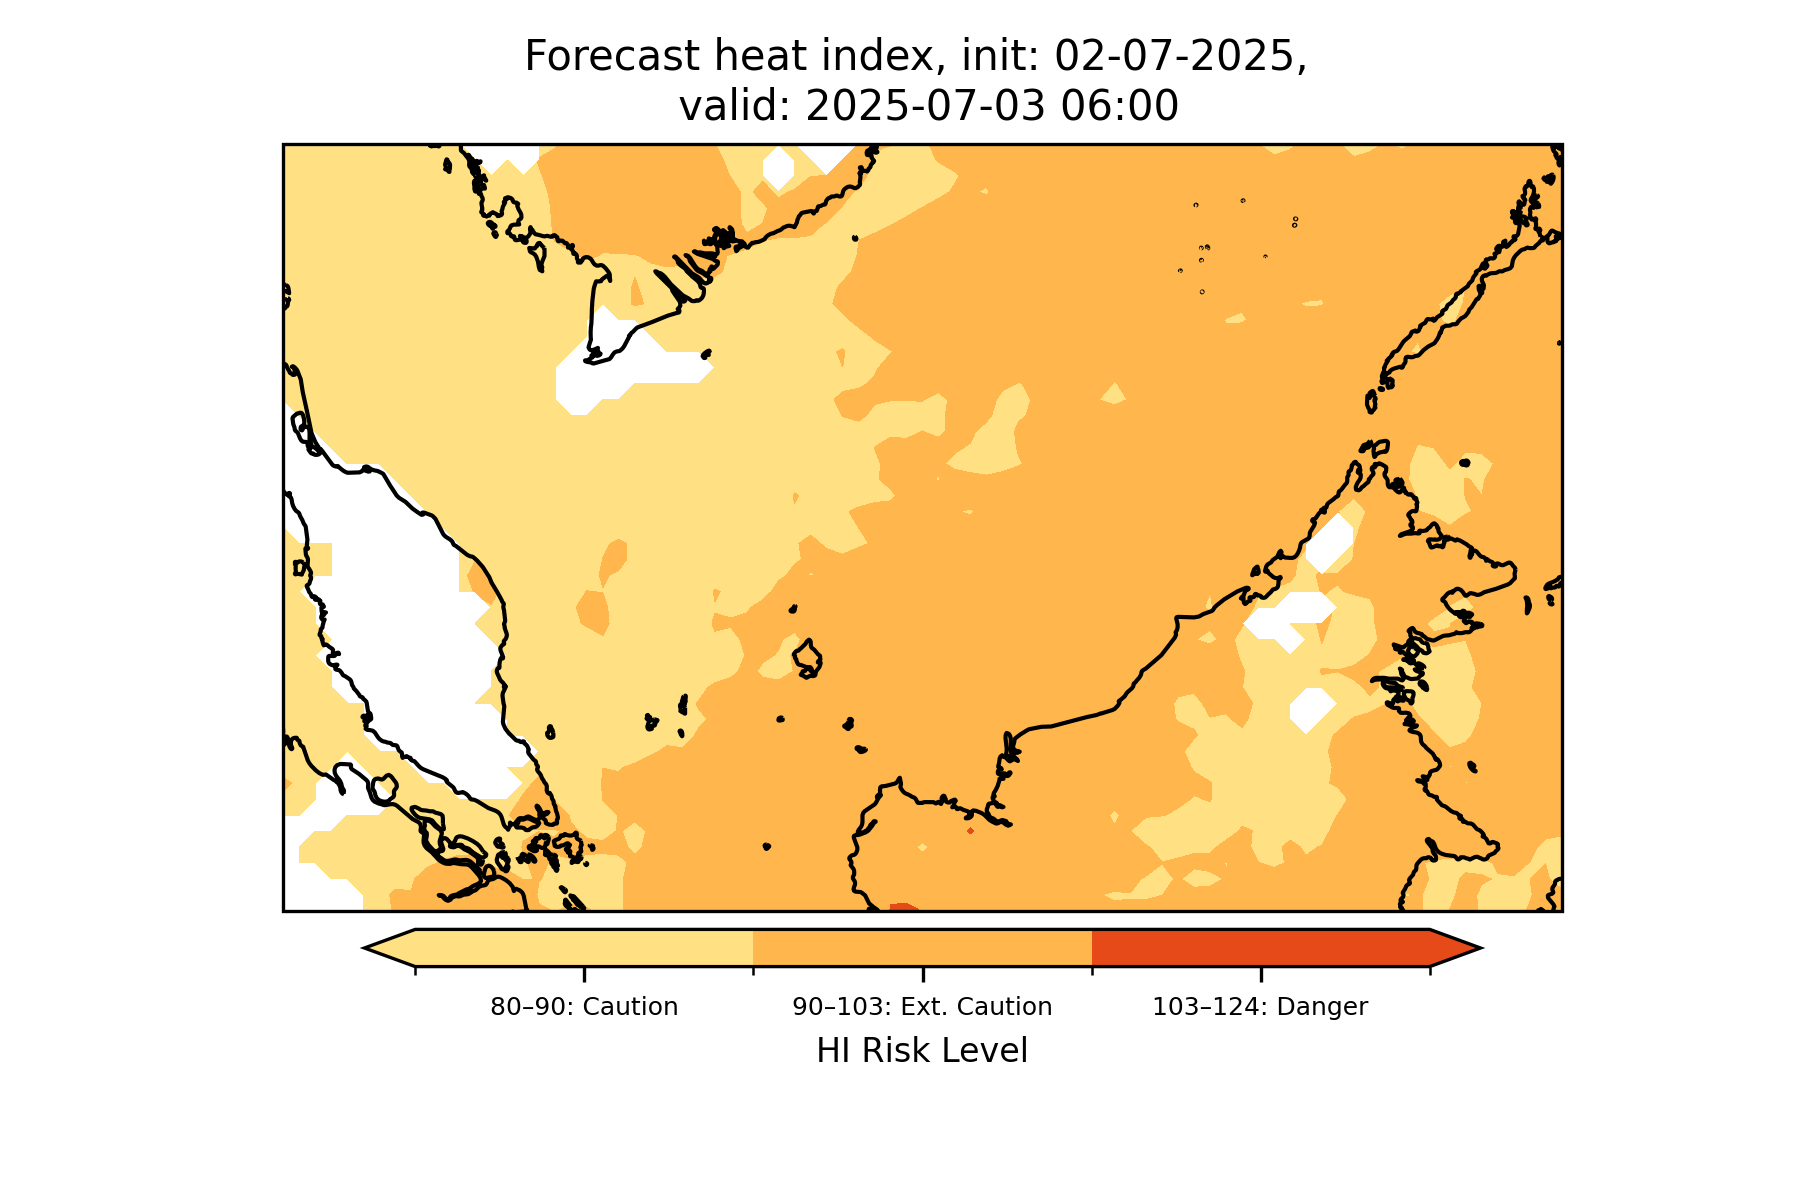 Forecast heat index, init: 02-07-2025,
valid: 2025-07-03 06:00
80–90: Caution
90–103: Ext. Caution
103–124: Danger
HI Risk Level